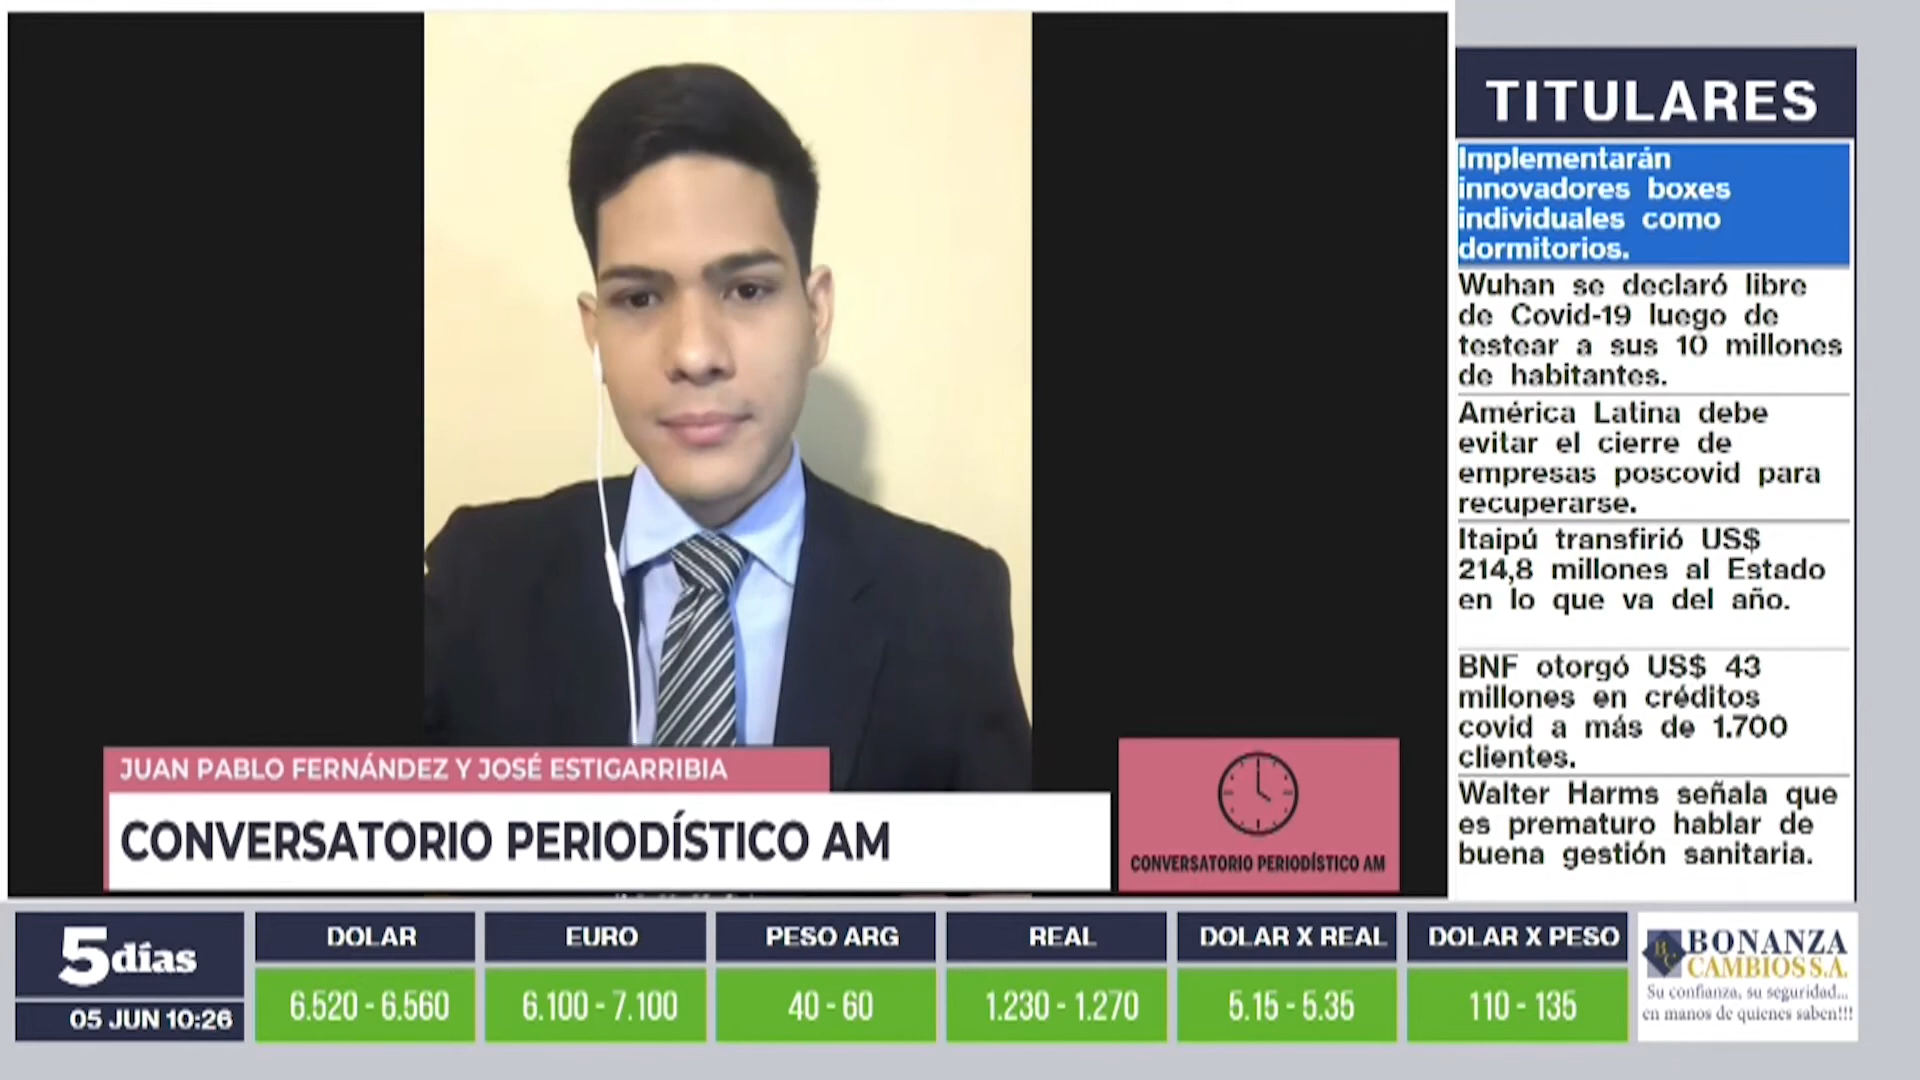 TITULARES
Implementarán
innovadores boxes
individuales como
dormitorios.
Wuhan se declaró libre
de Covid-19 luego de
testear a sus 10 millones
de habitantes.
América Latina debe
evitar el cierre de
empresas poscovid para
recuperarse.
Itaipú transfirió US$
214,8 millones al Estado
en lo que va del año.
BNF otorgó US$ 43
millones en créditos
covid a más de 1.700
clientes.
Walter Harms señala que
es prematuro hablar de
buena gestión sanitaria.
JUAN PABLO FERNÁNDEZ Y JOSÉ ESTIGARRIBIA
CONVERSATORIO PERIODÍSTICO AM
CONVERSATORIO PERIODÍSTICO AM
5días
05 JUN 10:26
DOLAR
6.520 - 6.560
EURO
6.100 - 7.100
PESO ARG
40 - 60
REAL
1.230 - 1.270
DOLAR X REAL
5.15 - 5.35
DOLAR X PESO
110 - 135
BC
BONANZA
CAMBIOS S.A.
Su confianza, su seguridad...
en manos de quienes saben!!!